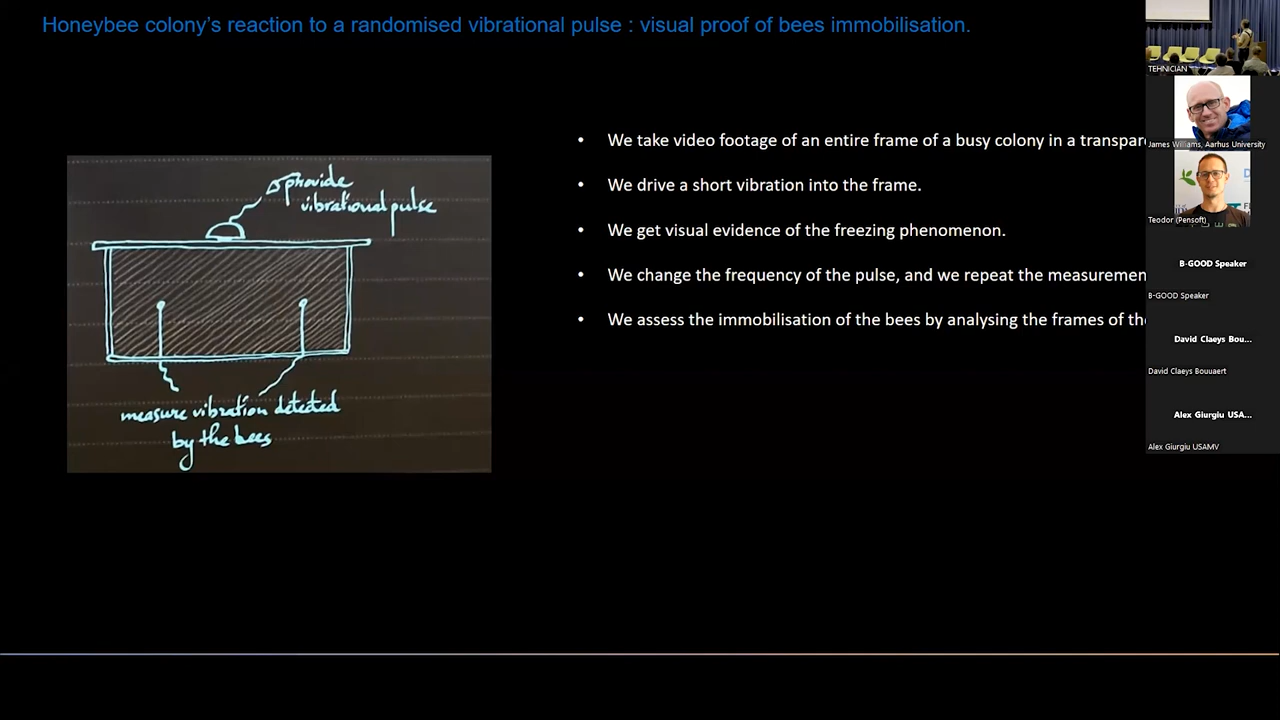 Honeybee colony's reaction to a randomised vibrational pulse : visual proof of bees immobilisation.
provide
vibrational pulse
measure vibration detected
by the bees
• We take video footage of an entire frame of a busy colony in a transpare
• We drive a short vibration into the frame.
• We get visual evidence of the freezing phenomenon.
• We change the frequency of the pulse, and we repeat the measuremen
• We assess the immobilisation of the bees by analysing the frames of the
TEHNICIAN
James Williams, Aarhus University
Teodor (Pensoft)
B-GOOD Speaker
B-GOOD Speaker
David Claeys Bou...
David Claeys Bouuaert
Alex Giurgiu USA...
Alex Giurgiu USAMV